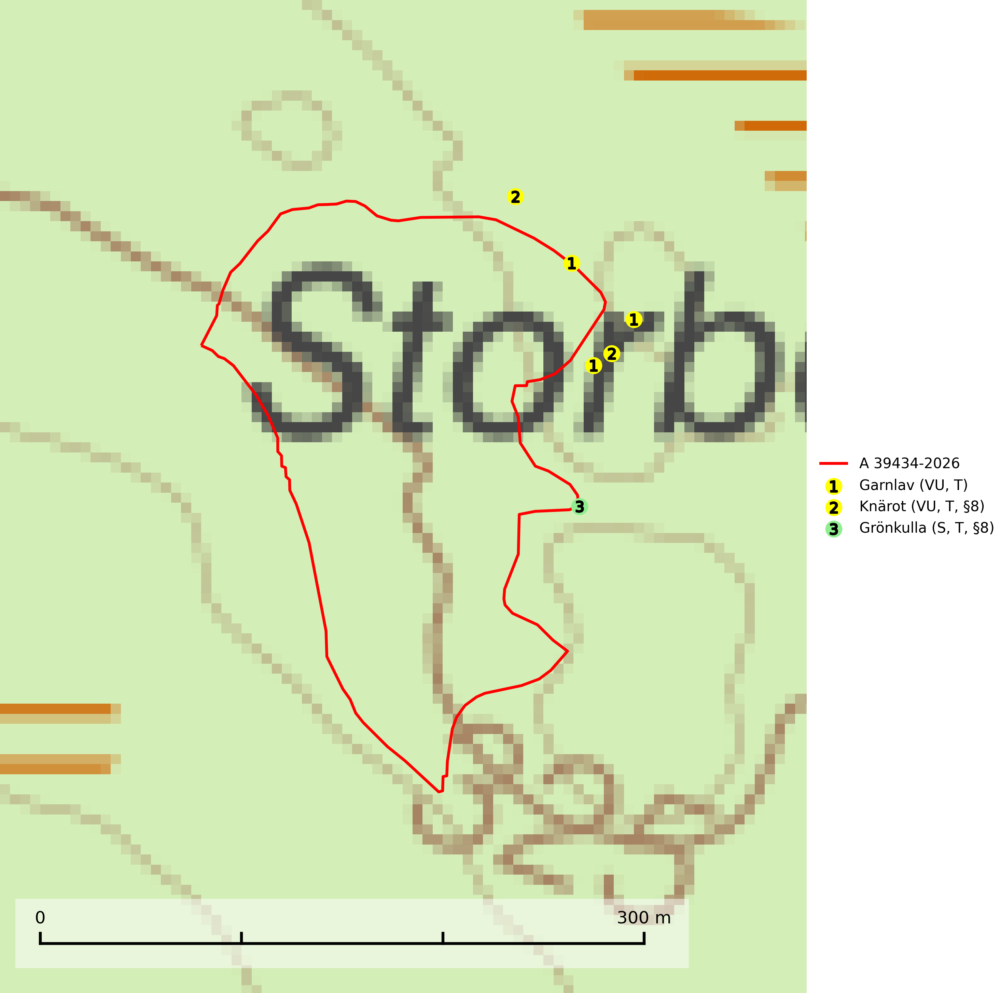 2
1
1
2
1
3
Storb
A 39434-2026
1 Garnlav (VU, T)
2 Knärot (VU, T, §8)
3 Grönkulla (S, T, §8)
0 300 m